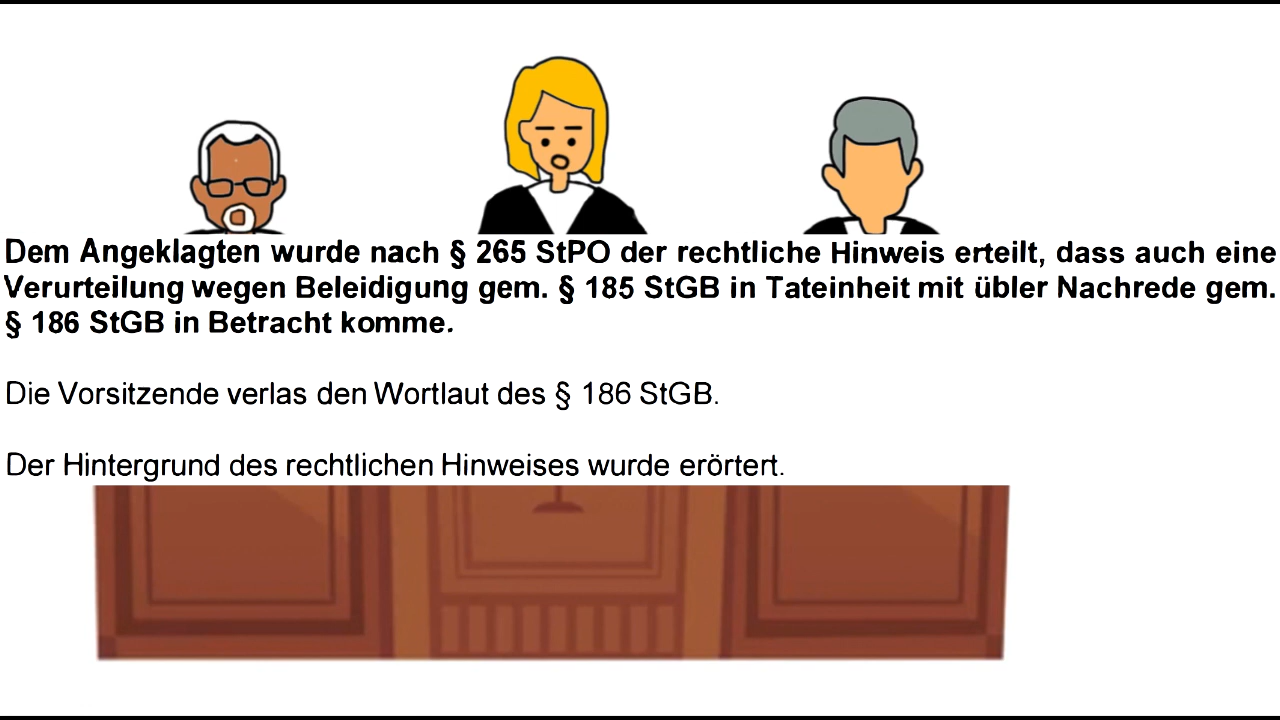 Dem Angeklagten wurde nach § 265 StPO der rechtliche Hinweis erteilt, dass auch eine
Verurteilung wegen Beleidigung gem. § 185 StGB in Tateinheit mit übler Nachrede gem.
§ 186 StGB in Betracht komme.
Die Vorsitzende verlas den Wortlaut des § 186 StGB.
Der Hintergrund des rechtlichen Hinweises wurde erörtert.